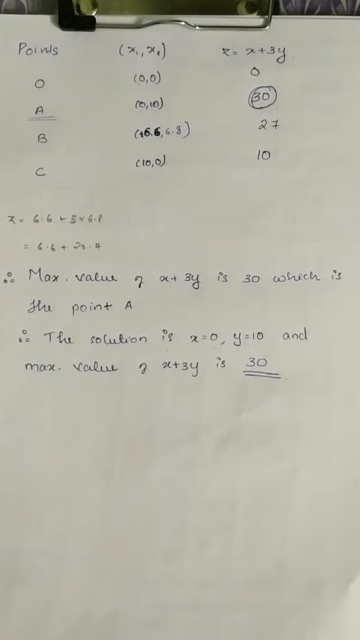 Points (x₁, x₂) z = x+3y
O (0,0) 0
A (0,10) 30
B (6.6, 6.8) 27
C (10,0) 10
z = 6.6 + 3×6.8
= 6.6 + 20.4
∴ Max. value of x+3y is 30 which is
the point A
∴ The solution is x=0, y=10 and
max. value of x+3y is 30